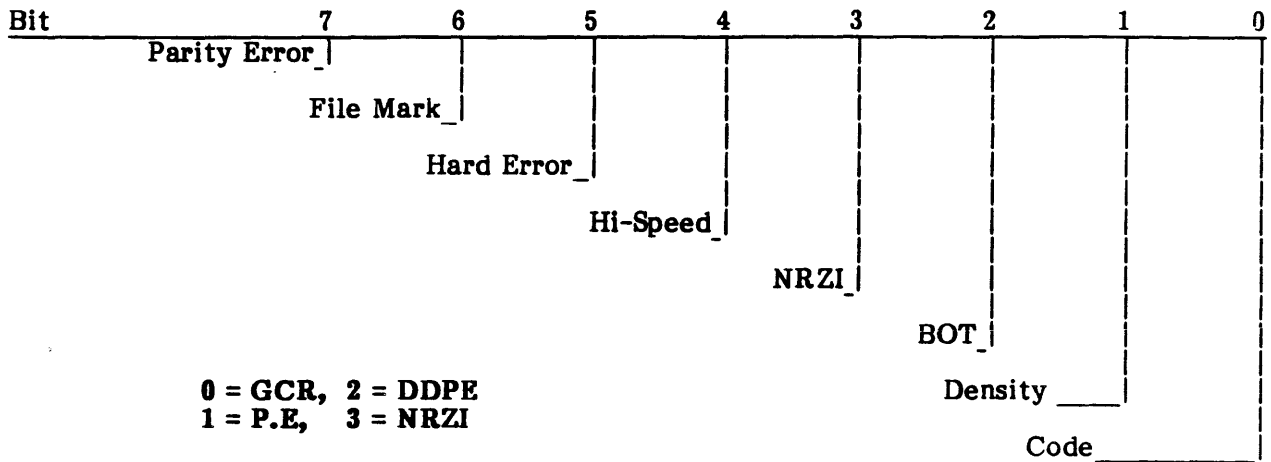 Bit 7 6 5 4 3 2 1 0
Parity Error
File Mark
Hard Error
Hi-Speed
NRZI
BOT
0 = GCR, 2 = DDPE
Density
1 = P.E, 3 = NRZI
Code